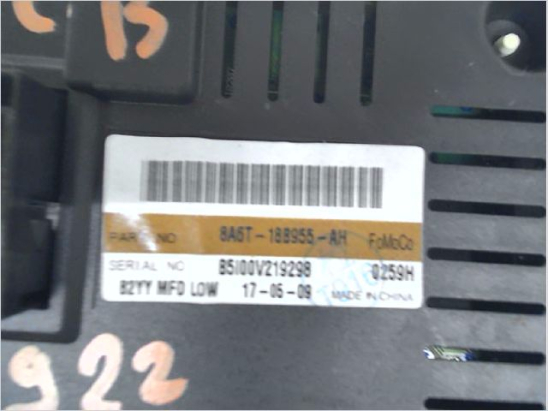 C B
PART NO 8A6T-18B955-AH FoMoCo
SERIAL NO B5I00V219298 0259H
B2YY MFD LOW 17-05-09 MADE IN CHINA
922